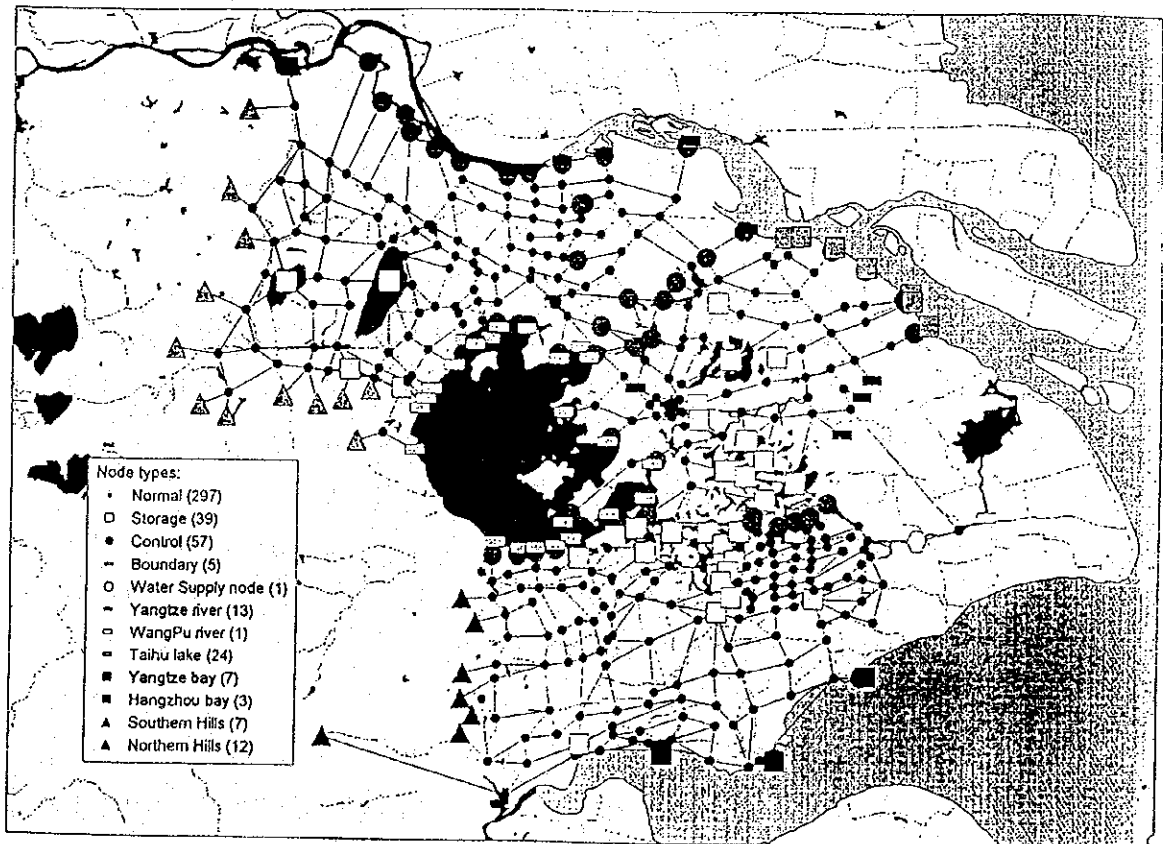 Node types:
Normal (297)
Storage (39)
Control (57)
Boundary (5)
Water Supply node (1)
Yangtze river (13)
WangPu river (1)
Taihu lake (24)
Yangtze bay (7)
Hangzhou bay (3)
Southern Hills (7)
Northern Hills (12)